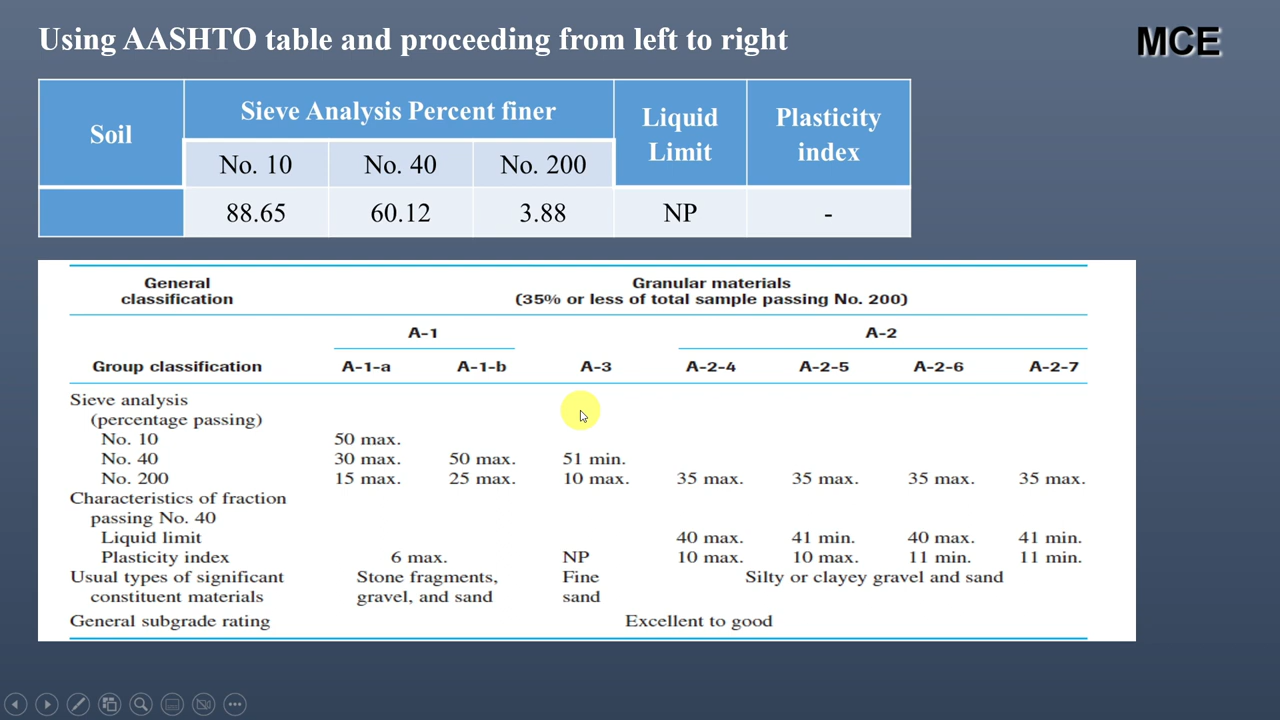 Using AASHTO table and proceeding from left to right
MCE
Soil Sieve Analysis Percent finer Liquid Limit Plasticity index
No. 10 No. 40 No. 200
88.65 60.12 3.88 NP -
General classification Granular materials
(35% or less of total sample passing No. 200)
A-1 A-2
Group classification A-1-a A-1-b A-3 A-2-4 A-2-5 A-2-6 A-2-7
Sieve analysis
(percentage passing)
No. 10 50 max.
No. 40 30 max. 50 max. 51 min.
No. 200 15 max. 25 max. 10 max. 35 max. 35 max. 35 max. 35 max.
Characteristics of fraction
passing No. 40
Liquid limit 40 max. 41 min. 40 max. 41 min.
Plasticity index 6 max. NP 10 max. 10 max. 11 min. 11 min.
Usual types of significant Stone fragments, Fine Silty or clayey gravel and sand
constituent materials gravel, and sand sand
General subgrade rating Excellent to good